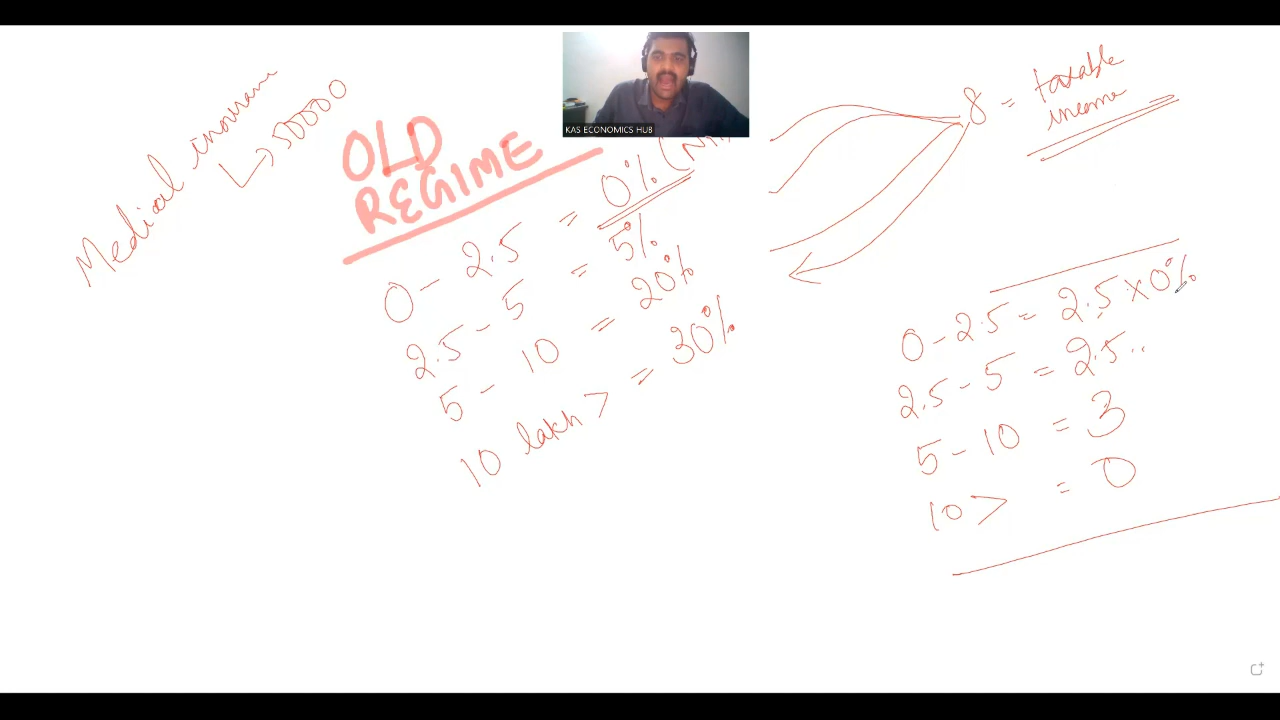 Medical insurance
↳ 50000
OLD
REGIME
KAS ECONOMICS HUB
0 - 2.5 = 0%
2.5 - 5 = 5%
5 - 10 = 20%
10 lakh > = 30%
8 = taxable
income
0 - 2.5 = 2.5 × 0%
2.5 - 5 = 2.5..
5 - 10 = 3
10 > = 0